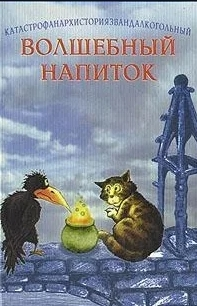 КАТАСТРОФАНАРХИСТОРИЯЗВАНДАЛКОГОЛЬНЫЙ
ВОЛШЕБНЫЙ
НАПИТОК